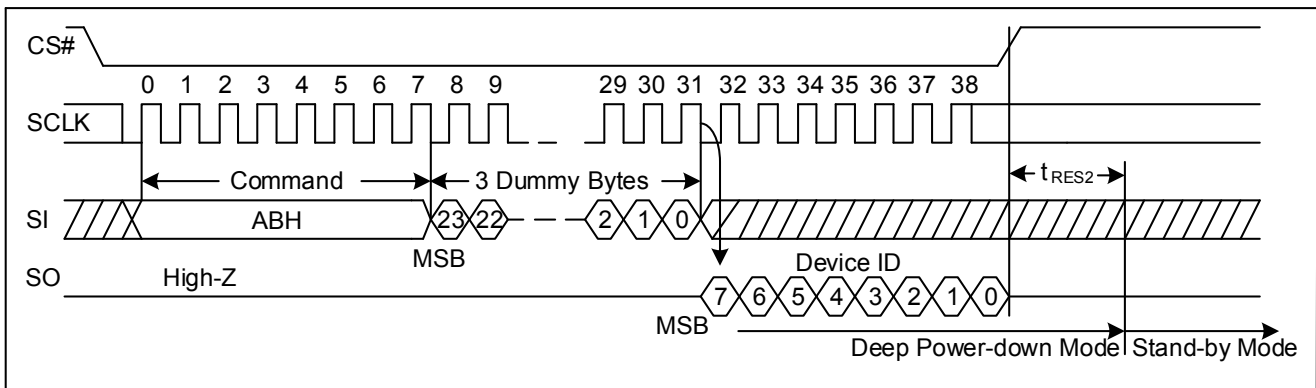 CS#
0 1 2 3 4 5 6 7 8 9 29 30 31 32 33 34 35 36 37 38
SCLK
Command 3 Dummy Bytes tRES2
SI ABH 23 22 2 1 0
MSB
SO High-Z Device ID
7 6 5 4 3 2 1 0
MSB
Deep Power-down Mode Stand-by Mode